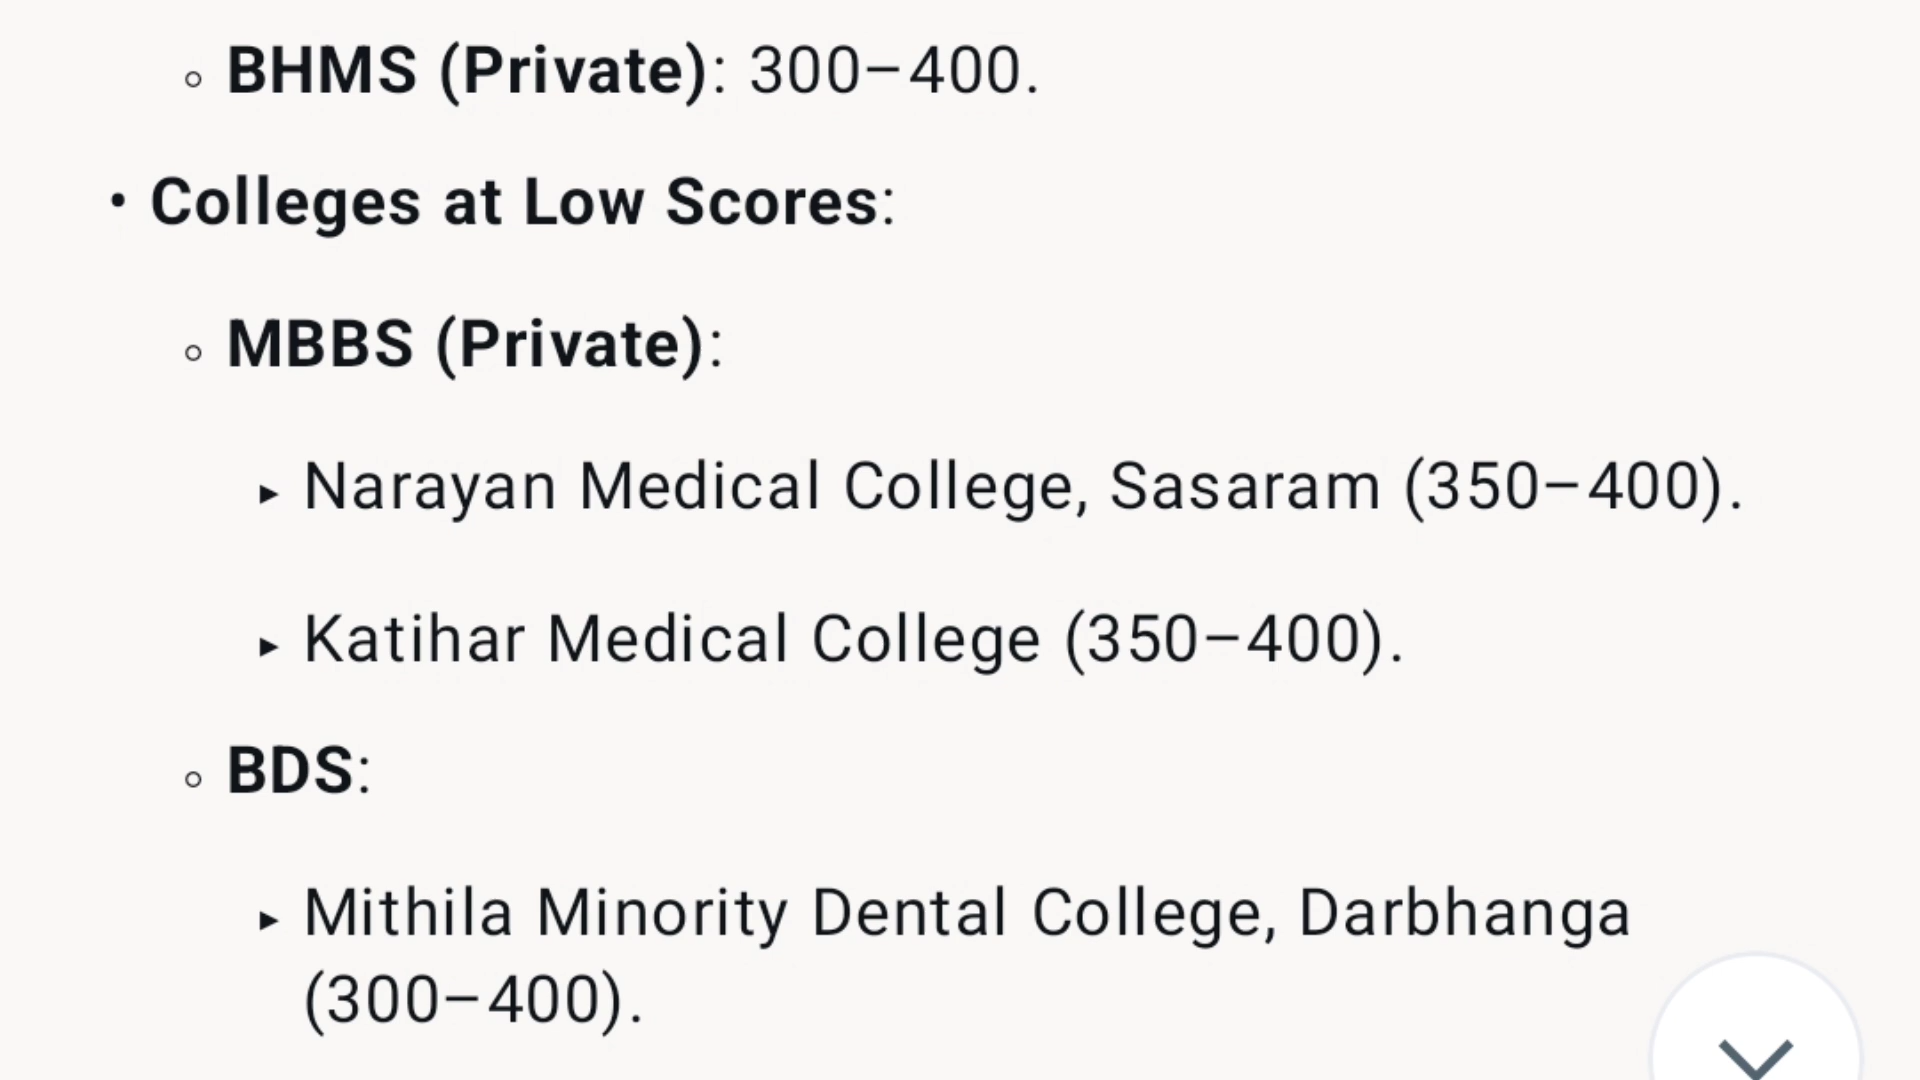 ◦ BHMS (Private): 300–400.
• Colleges at Low Scores:
◦ MBBS (Private):
▸ Narayan Medical College, Sasaram (350–400).
▸ Katihar Medical College (350–400).
◦ BDS:
▸ Mithila Minority Dental College, Darbhanga
(300–400).